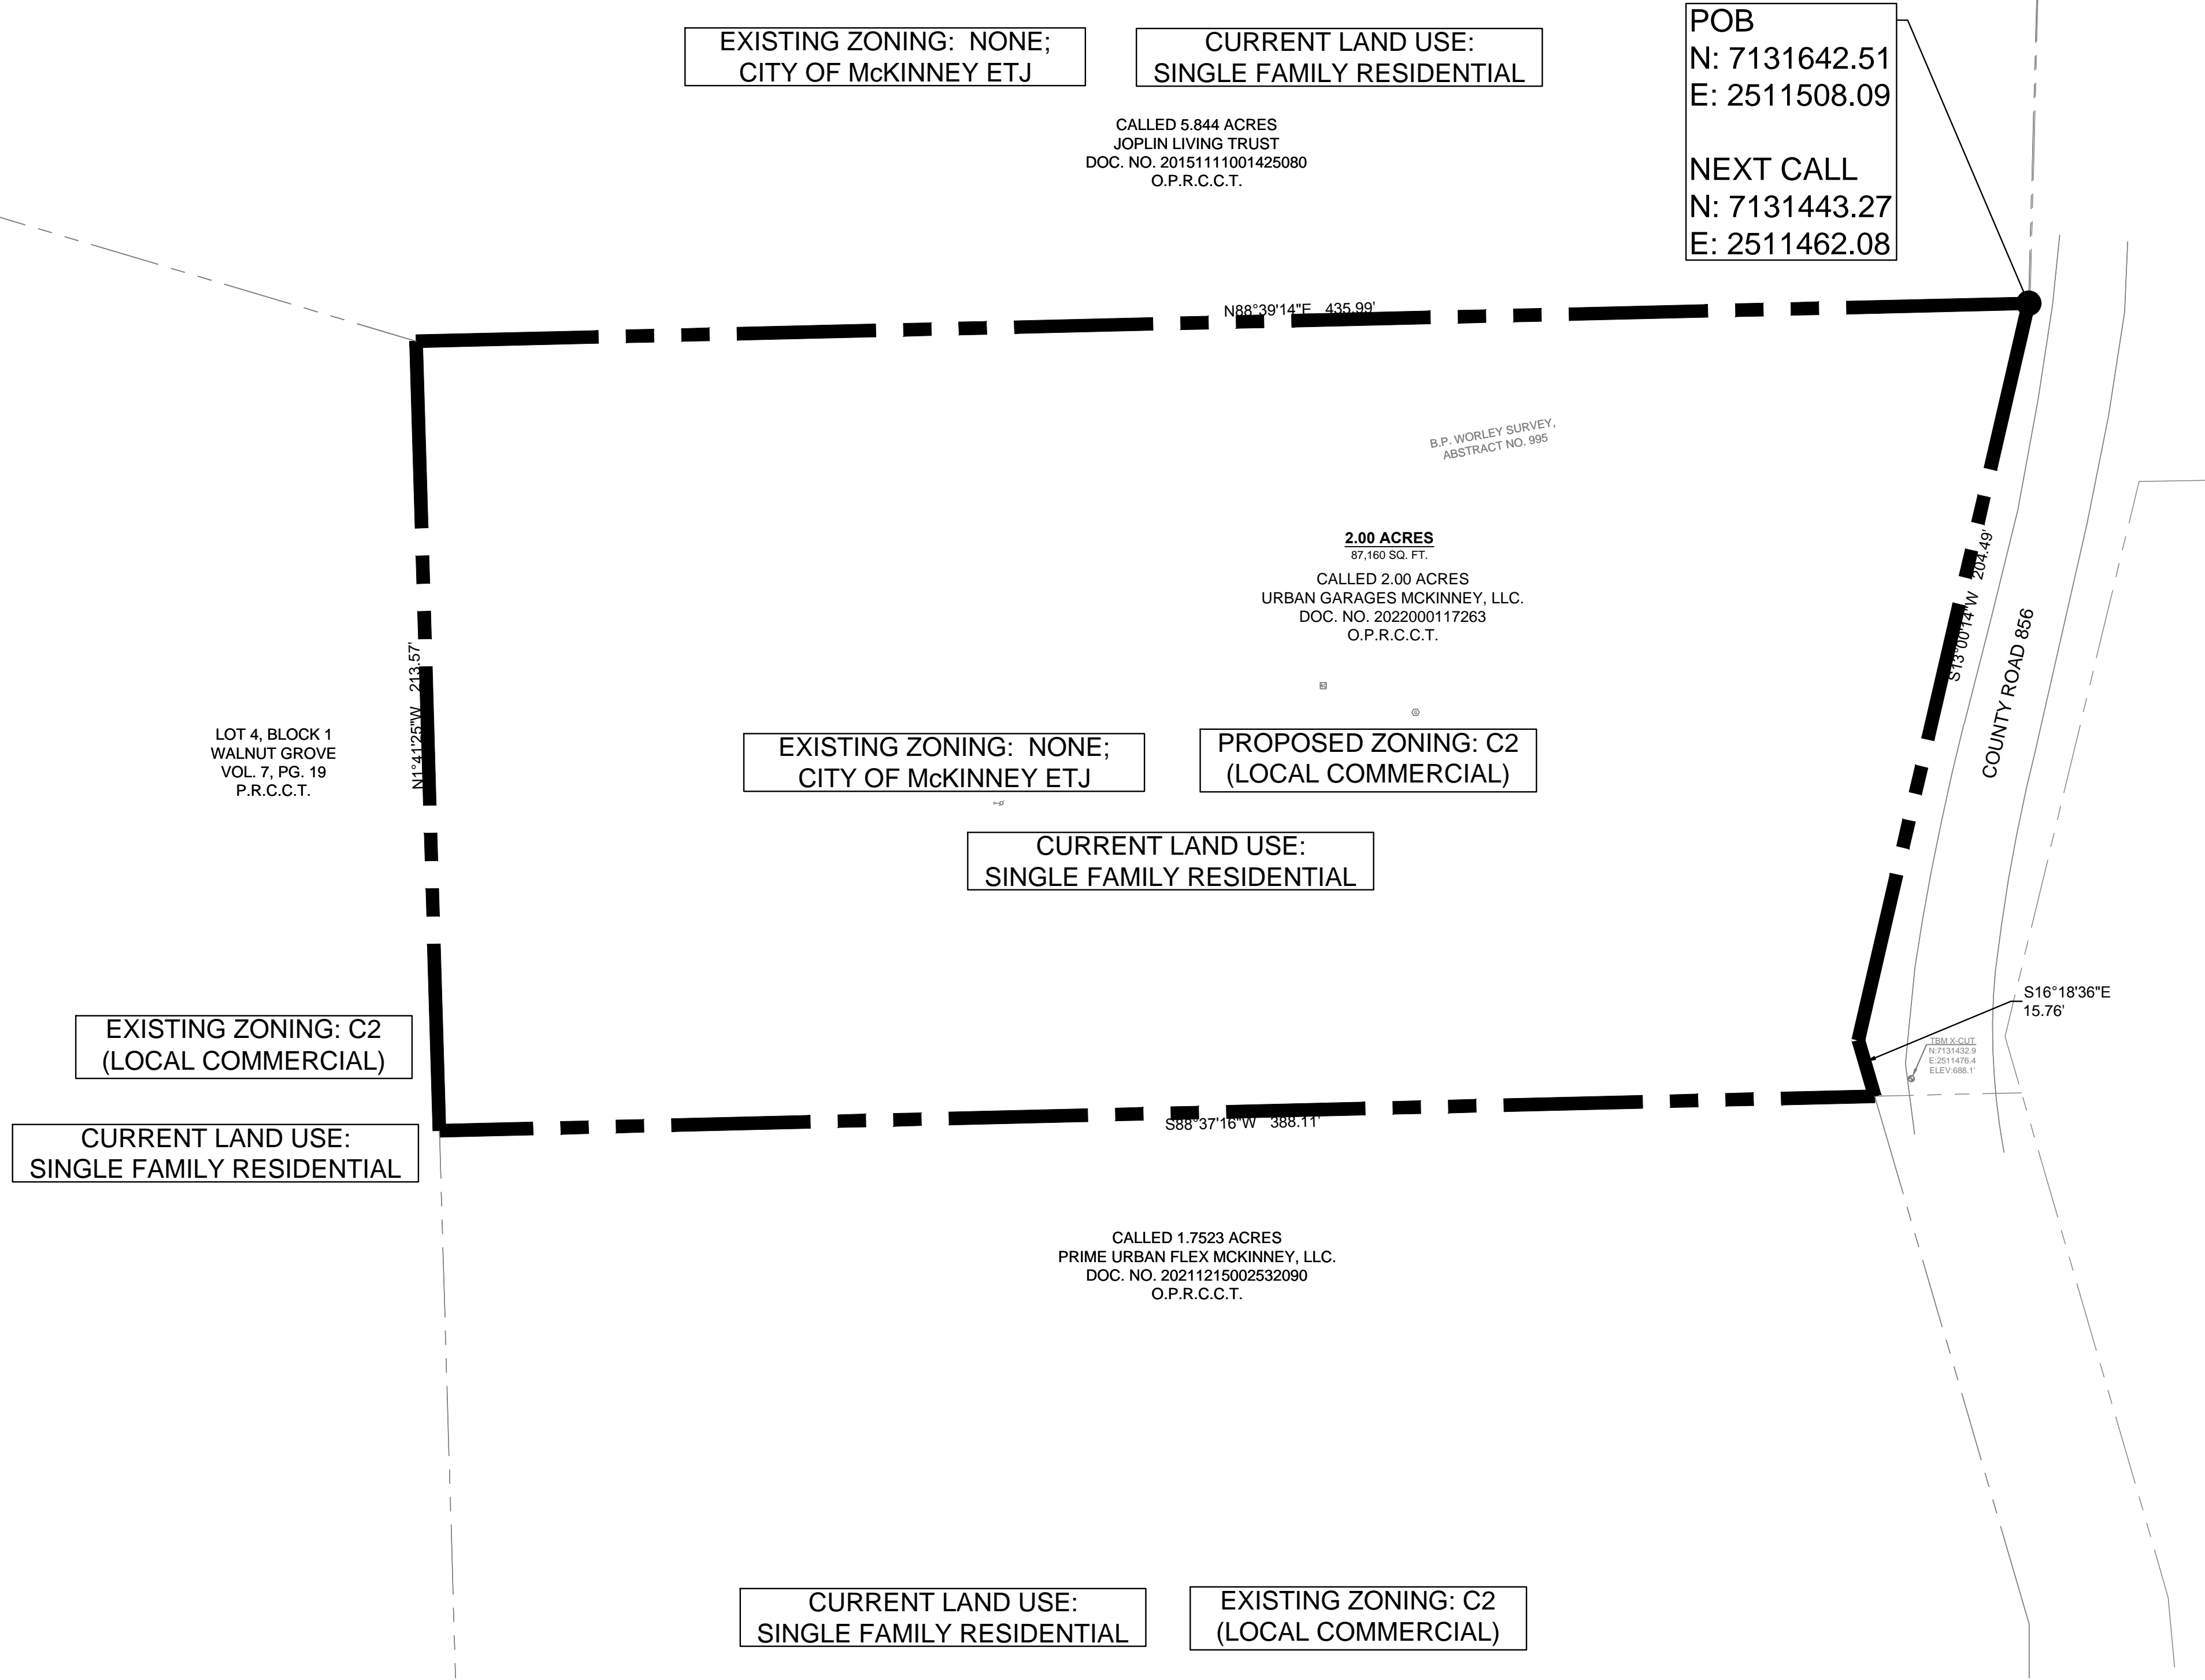 EXISTING ZONING: NONE;
CITY OF McKINNEY ETJ
CURRENT LAND USE:
SINGLE FAMILY RESIDENTIAL
POB
N: 7131642.51
E: 2511508.09
NEXT CALL
N: 7131443.27
E: 2511462.08
CALLED 5.844 ACRES
JOPLIN LIVING TRUST
DOC. NO. 20151111001425080
O.P.R.C.C.T.
N88°39'14"E 435.99'
B.P. WORLEY SURVEY,
ABSTRACT NO. 995
2.00 ACRES
87,160 SQ. FT.
CALLED 2.00 ACRES
URBAN GARAGES MCKINNEY, LLC.
DOC. NO. 2022000117263
O.P.R.C.C.T.
S13°00'14"W 204.49'
COUNTY ROAD 856
N1°41'25"W 213.57'
LOT 4, BLOCK 1
WALNUT GROVE
VOL. 7, PG. 19
P.R.C.C.T.
EXISTING ZONING: NONE;
CITY OF McKINNEY ETJ
PROPOSED ZONING: C2
(LOCAL COMMERCIAL)
CURRENT LAND USE:
SINGLE FAMILY RESIDENTIAL
EXISTING ZONING: C2
(LOCAL COMMERCIAL)
CURRENT LAND USE:
SINGLE FAMILY RESIDENTIAL
S16°18'36"E
15.76'
TBM X-CUT
N:7131432.9
E:2511476.4
ELEV:688.1'
S88°37'16"W 388.11'
CALLED 1.7523 ACRES
PRIME URBAN FLEX MCKINNEY, LLC.
DOC. NO. 20211215002532090
O.P.R.C.C.T.
CURRENT LAND USE:
SINGLE FAMILY RESIDENTIAL
EXISTING ZONING: C2
(LOCAL COMMERCIAL)